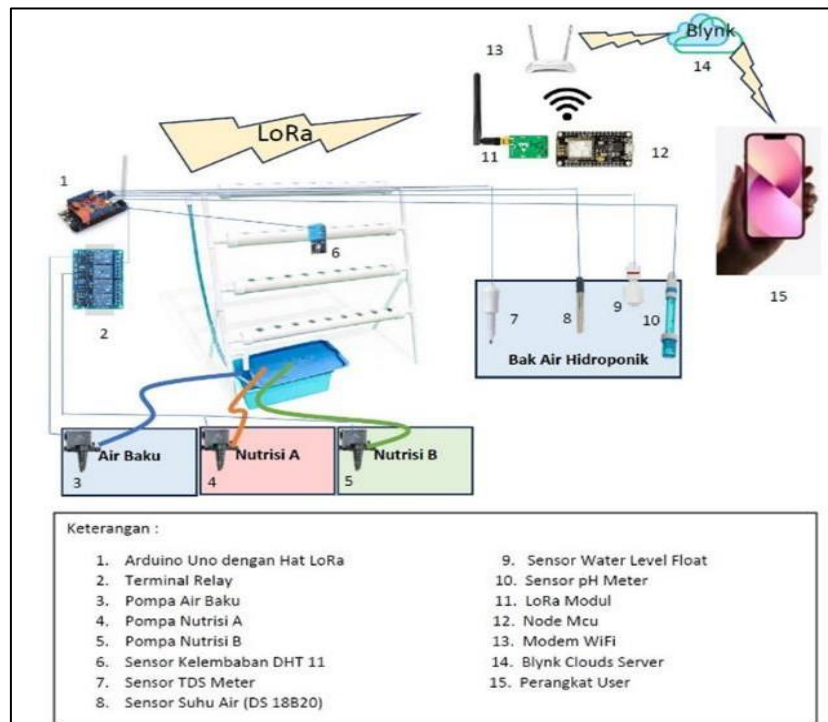 Blynk
13
14
LoRa
11
12
1
6
15
2
7
8
9
10
Bak Air Hidroponik
Air Baku
Nutrisi A
Nutrisi B
3
4
5
Keterangan :
1. Arduino Uno dengan Hat LoRa
2. Terminal Relay
3. Pompa Air Baku
4. Pompa Nutrisi A
5. Pompa Nutrisi B
6. Sensor Kelembaban DHT 11
7. Sensor TDS Meter
8. Sensor Suhu Air (DS 18B20)
9. Sensor Water Level Float
10. Sensor pH Meter
11. LoRa Modul
12. Node Mcu
13. Modem WiFi
14. Blynk Clouds Server
15. Perangkat User